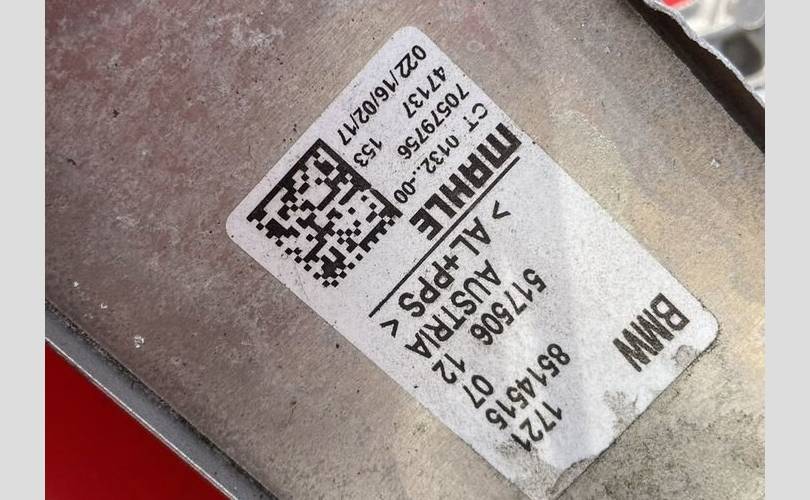 BMW
1721
8514515 07
517506 12
AUSTRIA
> AL+PPS <
MAHLE
CT 0132..-00
70579756
47137 153
022/16/02/17